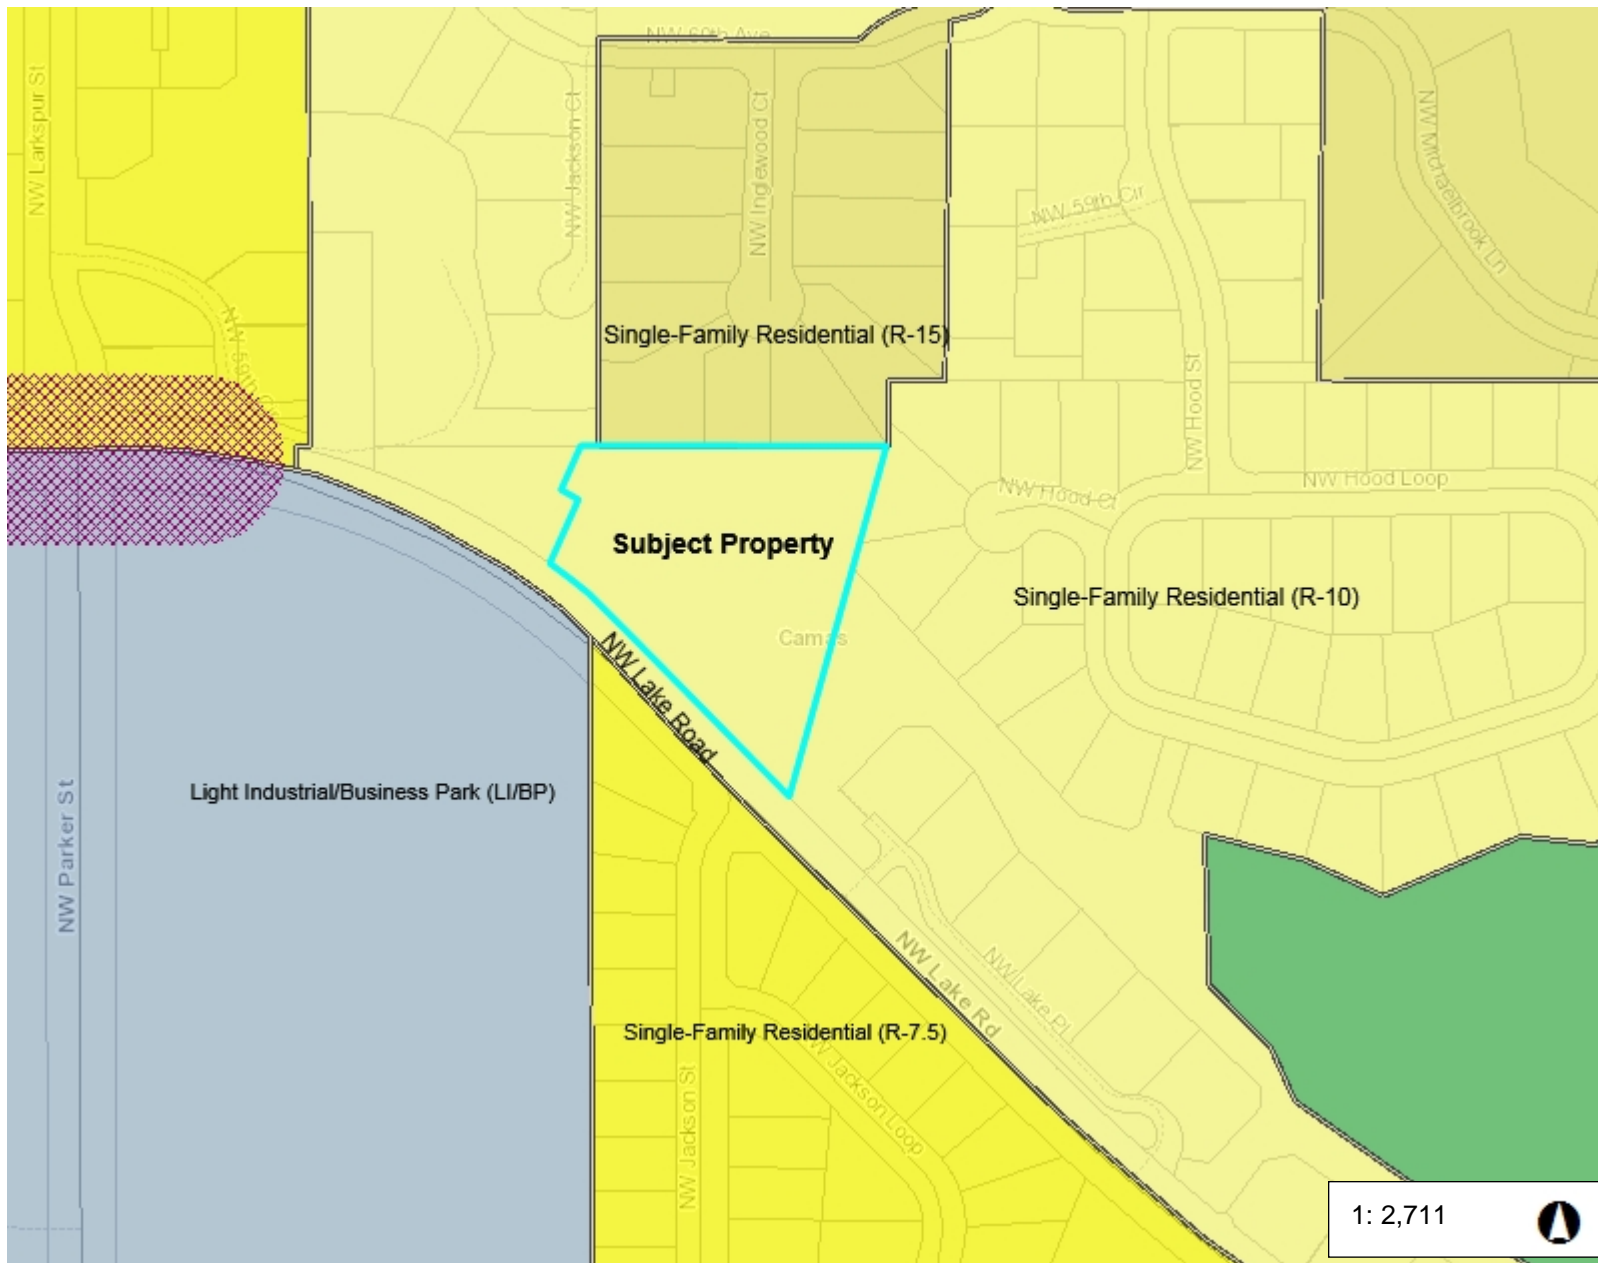 NW 60th Ave
NW Larkspur St
NW Jackson Ct
NW Inglewood Ct
NW Michaelbrook Ln
NW 59th Cir
NW 59th
Single-Family Residential (R-15)
NW Hood St
NW Hood Ct
NW Hood Loop
Subject Property
Single-Family Residential (R-10)
Camas
NW Lake Road
Light Industrial/Business Park (LI/BP)
NW Parker St
NW Lake Rd
NW Lake Pl
Single-Family Residential (R-7.5)
NW Jackson St
NW Jackson Loop
1: 2,711